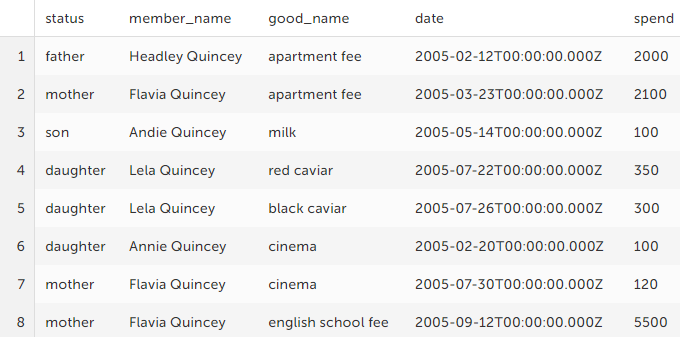 status member_name good_name date spend
1 father Headley Quincey apartment fee 2005-02-12T00:00:00.000Z 2000
2 mother Flavia Quincey apartment fee 2005-03-23T00:00:00.000Z 2100
3 son Andie Quincey milk 2005-05-14T00:00:00.000Z 100
4 daughter Lela Quincey red caviar 2005-07-22T00:00:00.000Z 350
5 daughter Lela Quincey black caviar 2005-07-26T00:00:00.000Z 300
6 daughter Annie Quincey cinema 2005-02-20T00:00:00.000Z 100
7 mother Flavia Quincey cinema 2005-07-30T00:00:00.000Z 120
8 mother Flavia Quincey english school fee 2005-09-12T00:00:00.000Z 5500